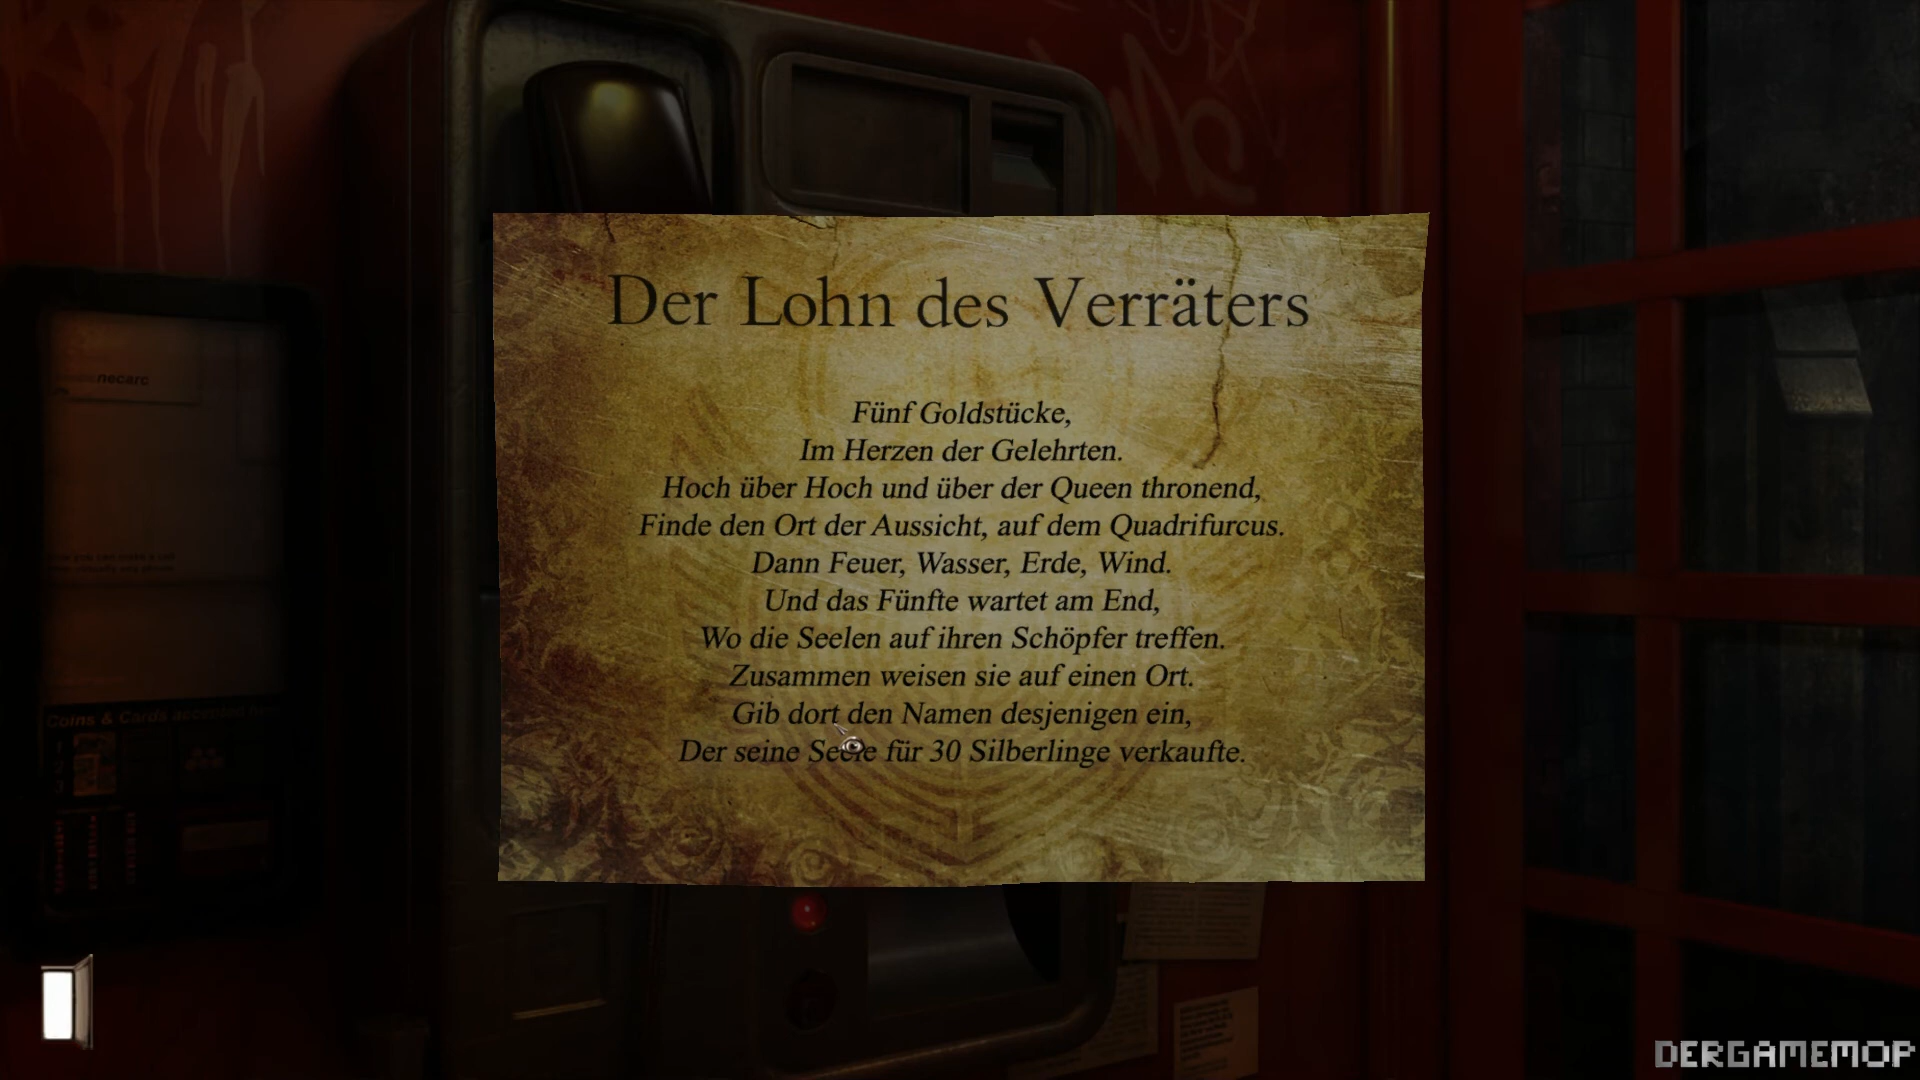 Der Lohn des Verräters
Fünf Goldstücke,
Im Herzen der Gelehrten.
Hoch über Hoch und über der Queen thronend,
Finde den Ort der Aussicht, auf dem Quadrifurcus.
Dann Feuer, Wasser, Erde, Wind.
Und das Fünfte wartet am End,
Wo die Seelen auf ihren Schöpfer treffen.
Zusammen weisen sie auf einen Ort.
Gib dort den Namen desjenigen ein,
Der seine Seele für 30 Silberlinge verkaufte.
Coins & Cards accepted
DERGAMEMOP